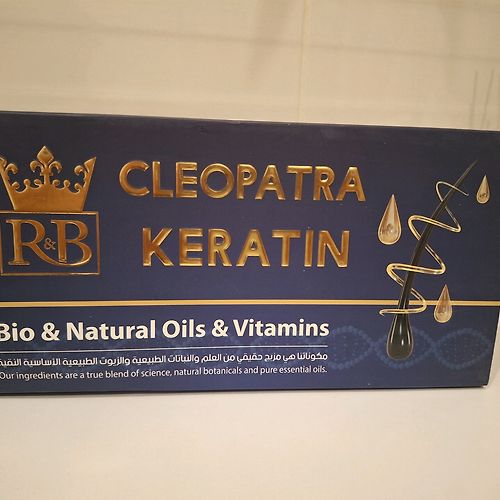 R&B
CLEOPATRA
KERATIN
Bio & Natural Oils & Vitamins
مكوناتنا هي مزيج حقيقي من العلم والنباتات الطبيعية والزيوت الطبيعية الأساسية النقية
Our ingredients are a true blend of science, natural botanicals and pure essential oils.